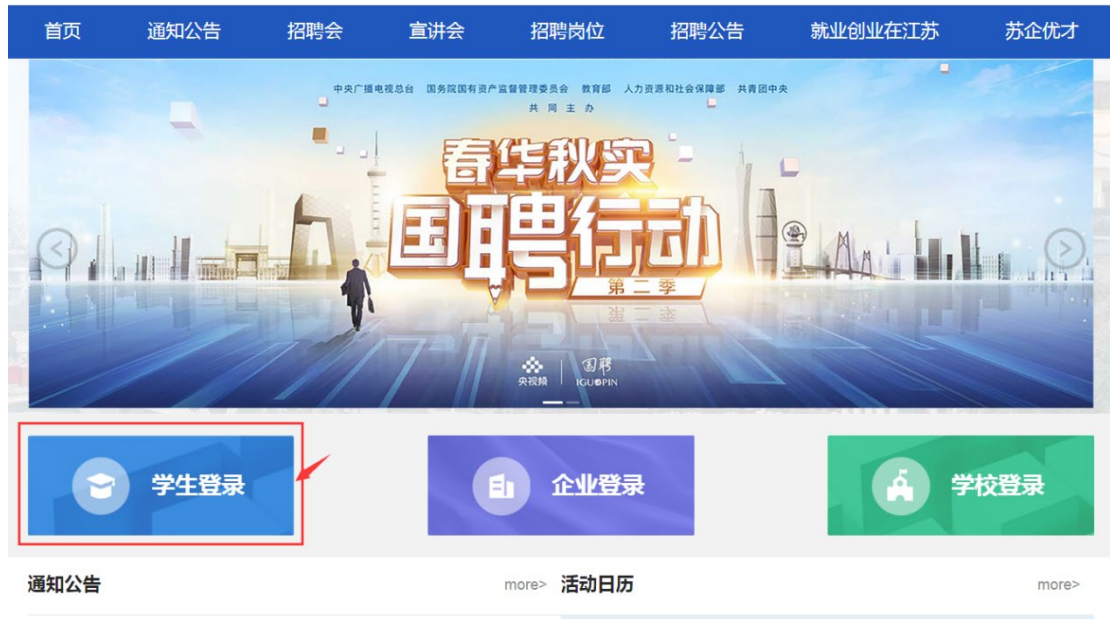 首页 通知公告 招聘会 宣讲会 招聘岗位 招聘公告 就业创业在江苏 苏企优才
中央广播电视总台 国务院国有资产监督管理委员会 教育部 人力资源和社会保障部 共青团中央
共同主办
春华秋实
国聘行动
第二季
央视频 国聘
IGUOPIN
学生登录 企业登录 学校登录
通知公告 more> 活动日历 more>